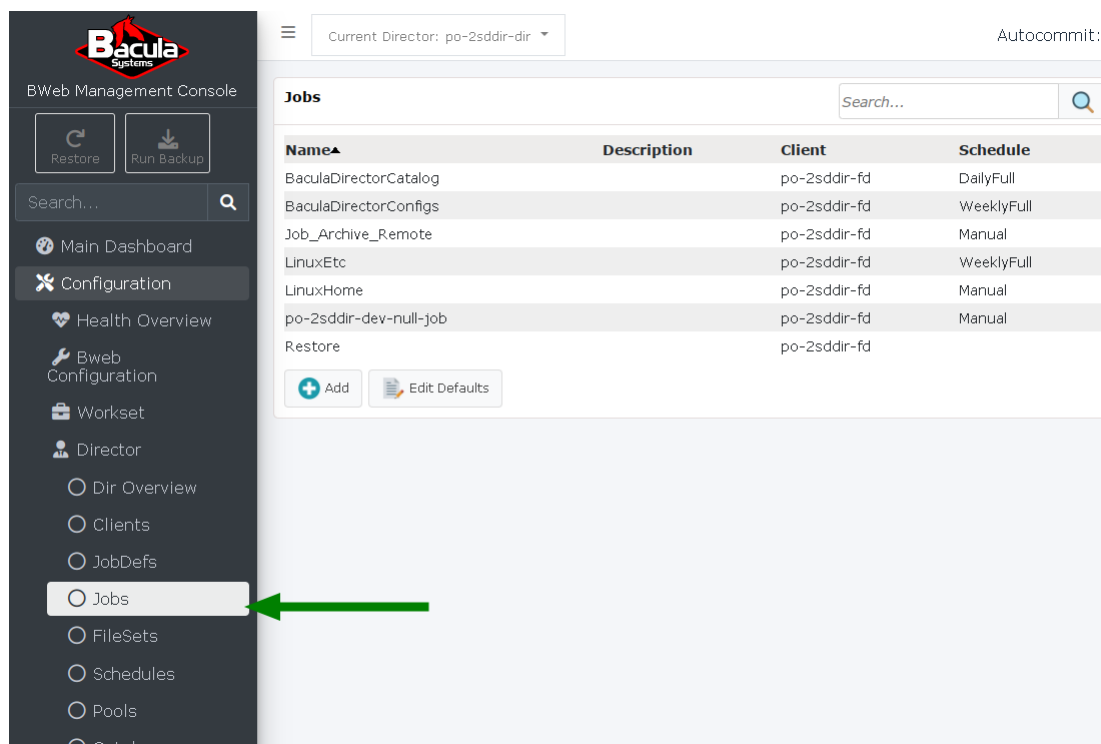 Bacula
Systems
BWeb Management Console
Restore
Run Backup
Search...
Main Dashboard
Configuration
Health Overview
Bweb
Configuration
Workset
Director
Dir Overview
Clients
JobDefs
Jobs
FileSets
Schedules
Pools
Current Director: po-2sddir-dir
Autocommit:
Jobs
Search...
Name Description Client Schedule
BaculaDirectorCatalog po-2sddir-fd DailyFull
BaculaDirectorConfigs po-2sddir-fd WeeklyFull
Job_Archive_Remote po-2sddir-fd Manual
LinuxEtc po-2sddir-fd WeeklyFull
LinuxHome po-2sddir-fd Manual
po-2sddir-dev-null-job po-2sddir-fd Manual
Restore po-2sddir-fd
Add Edit Defaults